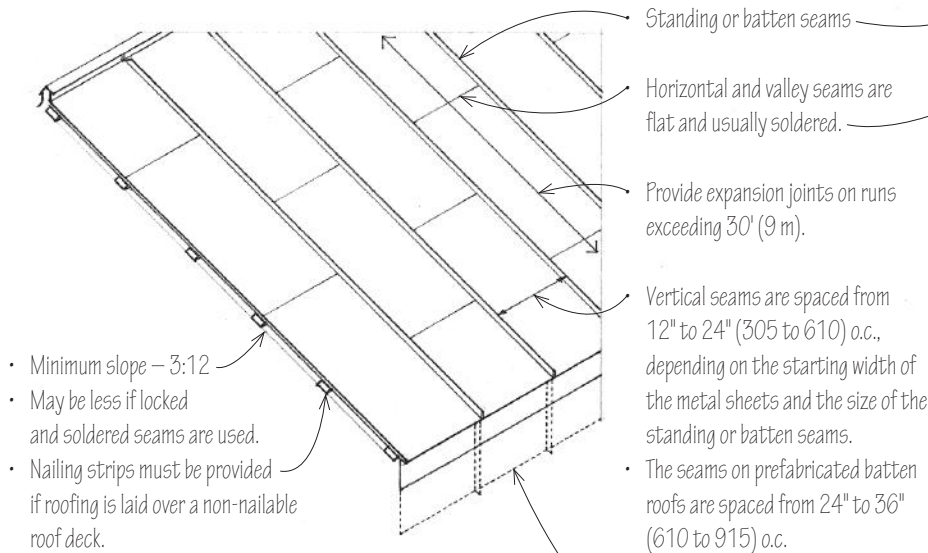 • Standing or batten seams
• Horizontal and valley seams are
flat and usually soldered.
• Provide expansion joints on runs
exceeding 30' (9 m).
• Vertical seams are spaced from
12" to 24" (305 to 610) o.c.,
depending on the starting width of
the metal sheets and the size of the
standing or batten seams.
• The seams on prefabricated batten
roofs are spaced from 24" to 36"
(610 to 915) o.c.
• Minimum slope – 3:12
• May be less if locked
and soldered seams are used.
• Nailing strips must be provided
if roofing is laid over a non-nailable
roof deck.